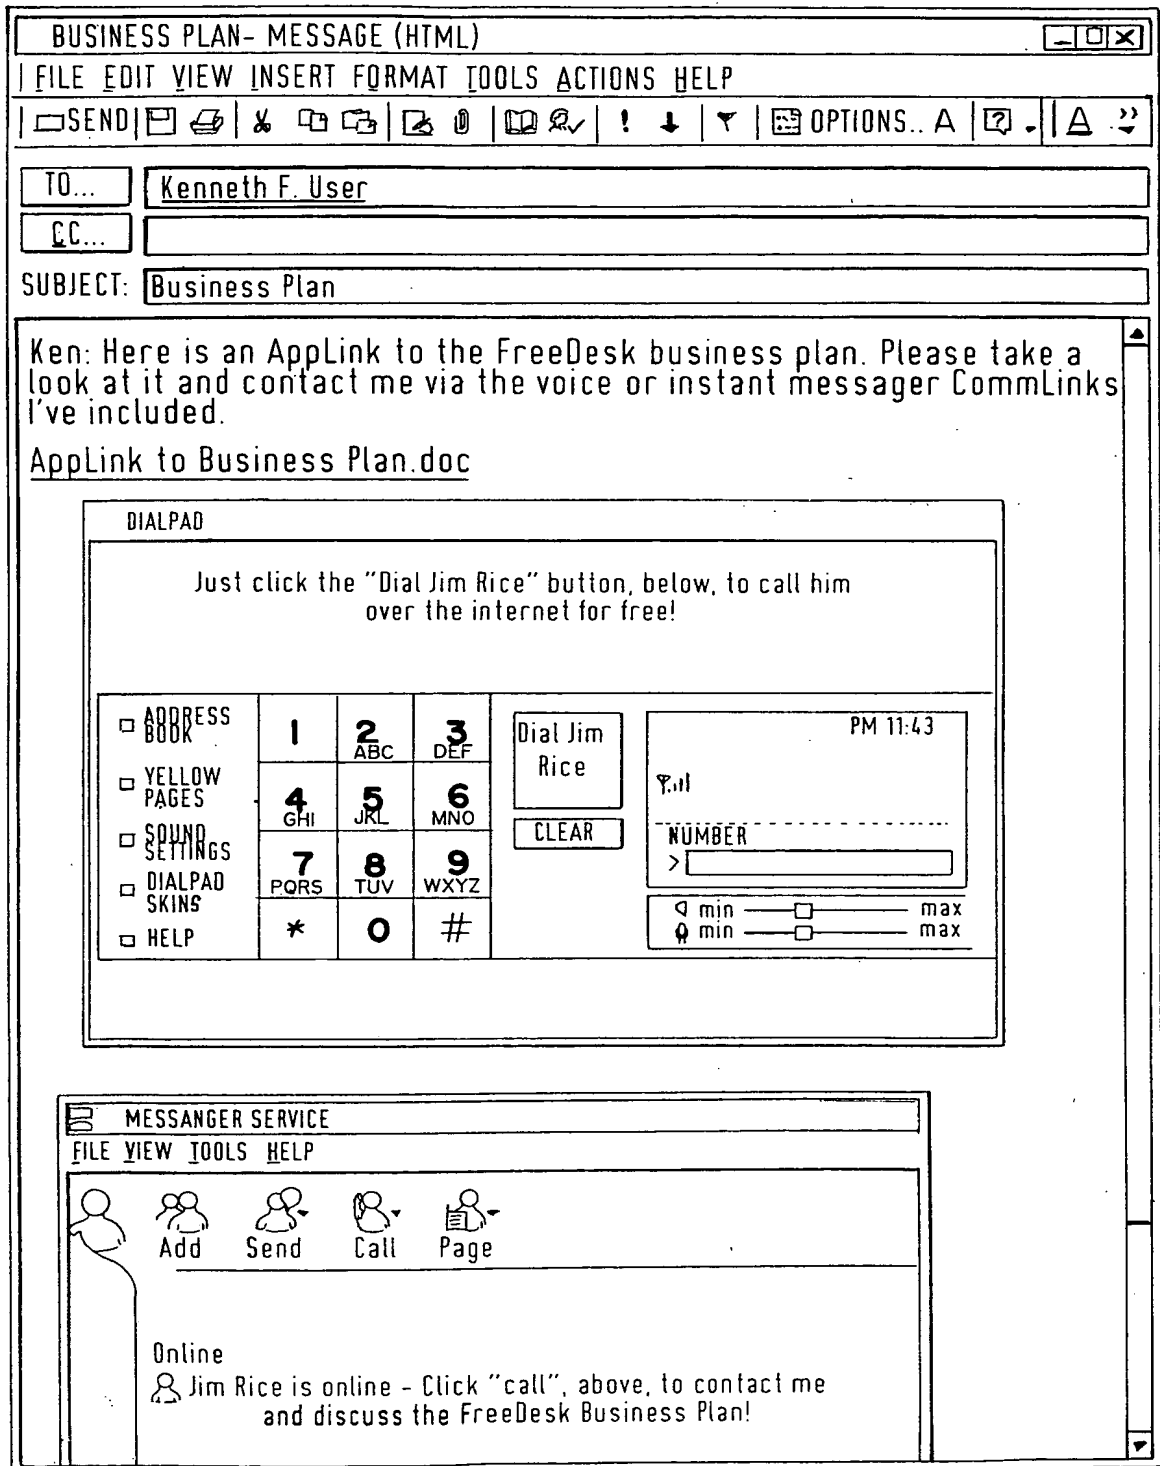 BUSINESS PLAN- MESSAGE (HTML)
FILE EDIT VIEW INSERT FORMAT TOOLS ACTIONS HELP
SEND OPTIONS.. A ? A
TO... Kenneth F. User
CC...
SUBJECT: Business Plan
Ken: Here is an AppLink to the FreeDesk business plan. Please take a
look at it and contact me via the voice or instant messager CommLinks
I've included.
AppLink to Business Plan.doc
DIALPAD
Just click the "Dial Jim Rice" button, below, to call him
over the internet for free!
ADDRESS
BOOK
YELLOW
PAGES
SOUND
SETTINGS
DIALPAD
SKINS
HELP
1 2 3
ABC DEF
4 5 6
GHI JKL MNO
7 8 9
PQRS TUV WXYZ
* 0 #
Dial Jim
Rice
CLEAR
PM 11:43
NUMBER
>
min max
min max
MESSANGER SERVICE
FILE VIEW TOOLS HELP
Add Send Call Page
Online
Jim Rice is online - Click "call", above, to contact me
and discuss the FreeDesk Business Plan!